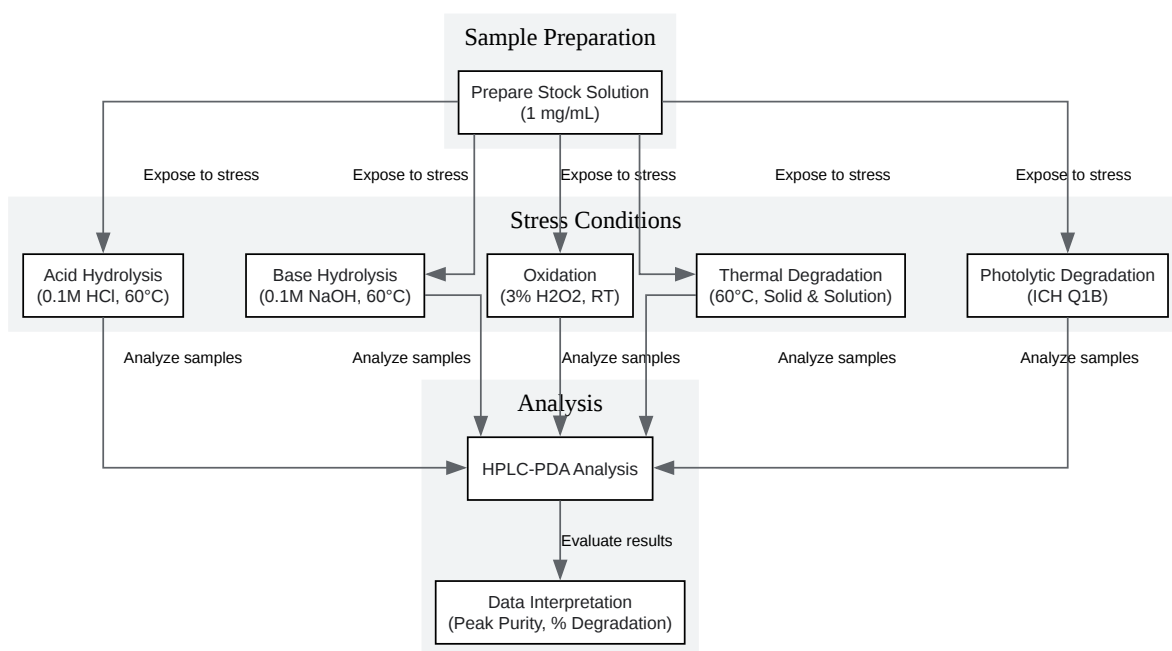 Sample Preparation
Prepare Stock Solution
(1 mg/mL)
Expose to stress
Expose to stress
Expose to stress
Expose to stress
Expose to stress
Stress Conditions
Acid Hydrolysis
(0.1M HCl, 60°C)
Base Hydrolysis
(0.1M NaOH, 60°C)
Oxidation
(3% H2O2, RT)
Thermal Degradation
(60°C, Solid & Solution)
Photolytic Degradation
(ICH Q1B)
Analyze samples
Analyze samples
Analyze samples
Analyze samples
Analyze samples
Analysis
HPLC-PDA Analysis
Evaluate results
Data Interpretation
(Peak Purity, % Degradation)